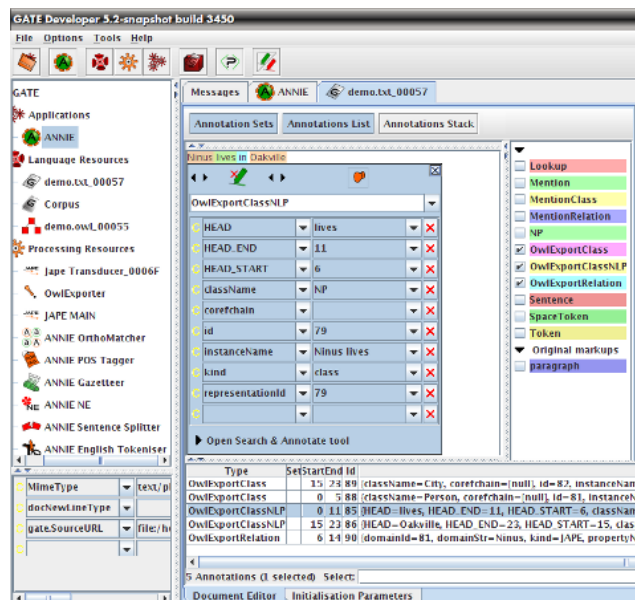 GATE Developer 5.2-snapshot build 3450
File Options Tools Help
GATE
Applications
ANNIE
Language Resources
demo.txt_00057
Corpus
demo.owl_00055
Processing Resources
Jape Transducer_0006F
OwlExporter
JAPE MAIN
ANNIE OrthoMatcher
ANNIE POS Tagger
ANNIE Gazetteer
ANNIE NE
ANNIE Sentence Splitter
ANNIE English Tokeniser
MimeType text/pl
docNewLineType
gate.SourceURL file:/h
Messages ANNIE demo.txt_00057
Annotation Sets Annotations List Annotations Stack
Ninus lives in Oakville
OwlExportClassNLP
C HEAD lives
C HEAD_END 11
C HEAD_START 6
C className NP
C corefchain
C id 79
C instanceName Ninus lives
C kind class
C representationId 79
C
Open Search & Annotate tool
Lookup
Mention
MentionClass
MentionRelation
NP
OwlExportClass
OwlExportClassNLP
OwlExportRelation
Sentence
SpaceToken
Token
Original markups
paragraph
Type Set Start End Id
OwlExportClass 15 23 89 {className=City, corefchain=[null], id=82, instanceNam
OwlExportClass 0 5 88 {className=Person, corefchain=[null], id=81, instanceN
OwlExportClassNLP 0 11 85 {HEAD=lives, HEAD_END=11, HEAD_START=6, classNam
OwlExportClassNLP 15 23 86 {HEAD=Oakville, HEAD_END=23, HEAD_START=15, clas
OwlExportRelation 6 14 90 {domainId=81, domainStr=Ninus, kind=JAPE, propertyN
5 Annotations (1 selected) Select:
Document Editor Initialisation Parameters